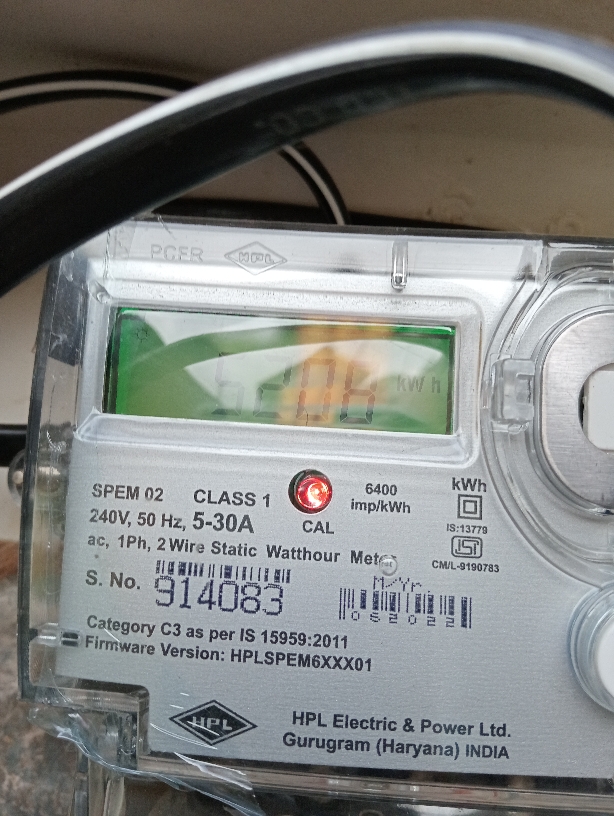 PCER HPL
5206 kW h
SPEM 02 CLASS 1
6400 imp/kWh
kWh
240V, 50 Hz, 5-30A
CAL
IS:13779
ac, 1Ph, 2 Wire Static Watthour Meter
CM/L-9190783
S. No. 914083
M/Yr.
052022
Category C3 as per IS 15959:2011
Firmware Version: HPLSPEM6XXX01
HPL
HPL Electric & Power Ltd.
Gurugram (Haryana) INDIA